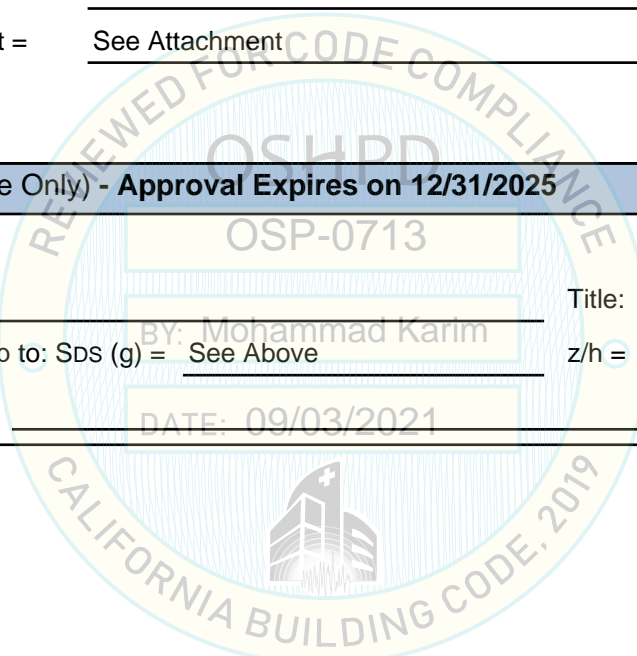 t = See Attachment
REVIEWED FOR CODE COMPLIANCE
OSHPD
e Only) - Approval Expires on 12/31/2025
OSP-0713
Title:
BY: Mohammad Karim
o to: SDS (g) = See Above z/h =
DATE: 09/03/2021
CALIFORNIA BUILDING CODE, 2019